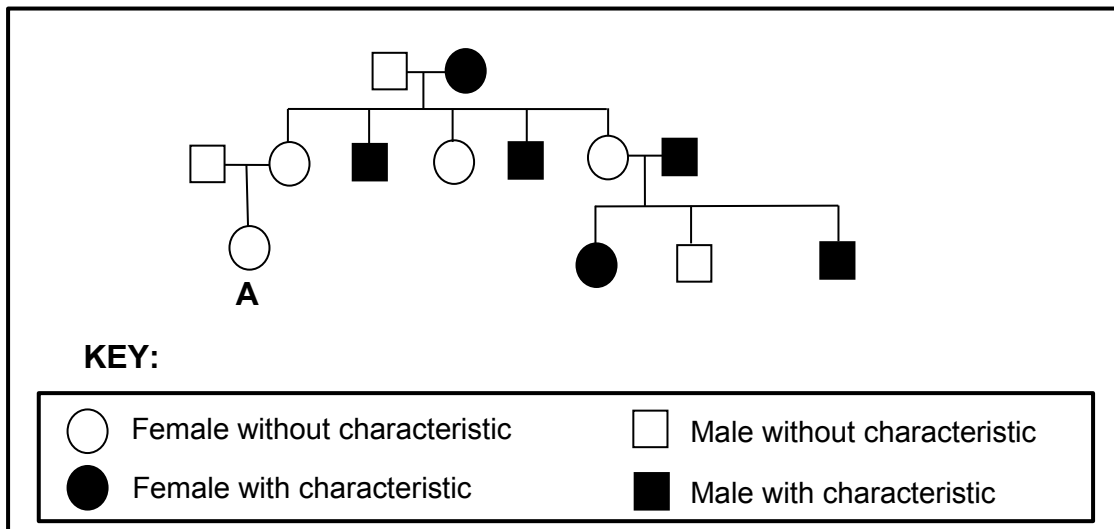 A
KEY:
Female without characteristic
Male without characteristic
Female with characteristic
Male with characteristic